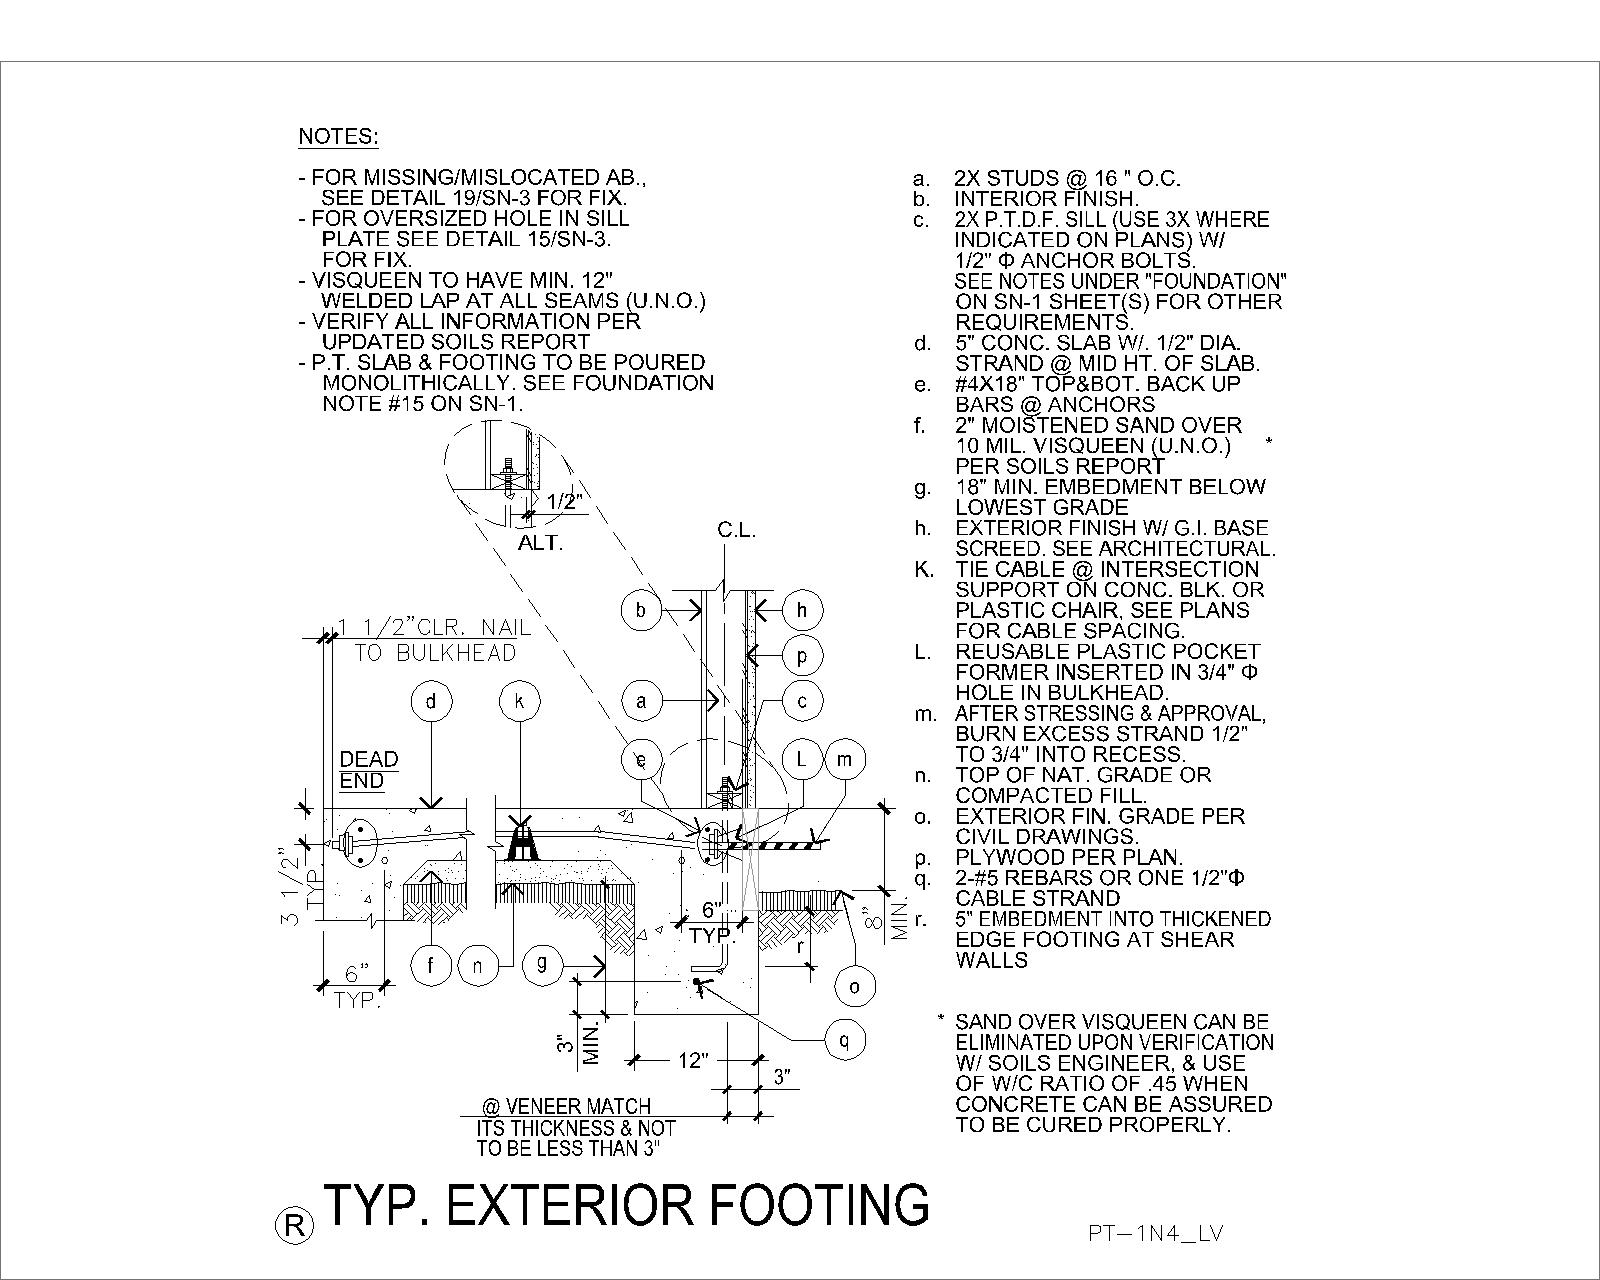 NOTES:
- FOR MISSING/MISLOCATED AB.,
SEE DETAIL 19/SN-3 FOR FIX.
- FOR OVERSIZED HOLE IN SILL
PLATE SEE DETAIL 15/SN-3.
FOR FIX.
- VISQUEEN TO HAVE MIN. 12"
WELDED LAP AT ALL SEAMS (U.N.O.)
- VERIFY ALL INFORMATION PER
UPDATED SOILS REPORT
- P.T. SLAB & FOOTING TO BE POURED
MONOLITHICALLY. SEE FOUNDATION
NOTE #15 ON SN-1.
1/2"
ALT.
C.L.
b
h
1 1/2"CLR. NAIL
TO BULKHEAD
p
d
k
a
c
DEAD
END
e
L
m
3 1/2"
TYP.
8"
MIN.
6"
TYP.
r
6"
TYP.
f
n
g
o
3"
MIN.
q
12"
3"
@ VENEER MATCH
ITS THICKNESS & NOT
TO BE LESS THAN 3"
a. 2X STUDS @ 16 " O.C.
b. INTERIOR FINISH.
c. 2X P.T.D.F. SILL (USE 3X WHERE
INDICATED ON PLANS) W/
1/2" Φ ANCHOR BOLTS.
SEE NOTES UNDER "FOUNDATION"
ON SN-1 SHEET(S) FOR OTHER
REQUIREMENTS.
d. 5" CONC. SLAB W/. 1/2" DIA.
STRAND @ MID HT. OF SLAB.
e. #4X18" TOP&BOT. BACK UP
BARS @ ANCHORS
f. 2" MOISTENED SAND OVER
10 MIL. VISQUEEN (U.N.O.) *
PER SOILS REPORT
g. 18" MIN. EMBEDMENT BELOW
LOWEST GRADE
h. EXTERIOR FINISH W/ G.I. BASE
SCREED. SEE ARCHITECTURAL.
K. TIE CABLE @ INTERSECTION
SUPPORT ON CONC. BLK. OR
PLASTIC CHAIR, SEE PLANS
FOR CABLE SPACING.
L. REUSABLE PLASTIC POCKET
FORMER INSERTED IN 3/4" Φ
HOLE IN BULKHEAD.
m. AFTER STRESSING & APPROVAL,
BURN EXCESS STRAND 1/2"
TO 3/4" INTO RECESS.
n. TOP OF NAT. GRADE OR
COMPACTED FILL.
o. EXTERIOR FIN. GRADE PER
CIVIL DRAWINGS.
p. PLYWOOD PER PLAN.
q. 2-#5 REBARS OR ONE 1/2"Φ
CABLE STRAND
r. 5" EMBEDMENT INTO THICKENED
EDGE FOOTING AT SHEAR
WALLS
* SAND OVER VISQUEEN CAN BE
ELIMINATED UPON VERIFICATION
W/ SOILS ENGINEER, & USE
OF W/C RATIO OF .45 WHEN
CONCRETE CAN BE ASSURED
TO BE CURED PROPERLY.
R TYP. EXTERIOR FOOTING
PT-1N4_LV